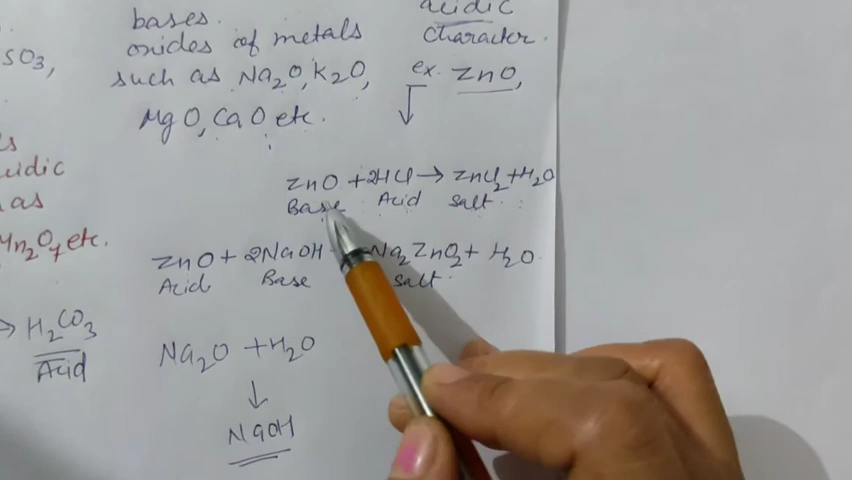 SO3,
idic
as
Mn2O7 etc.
→ H2CO3
Acid
bases.
oxides of metals
such as Na2O, K2O,
MgO, CaO etc.
acidic
character.
ex. ZnO,
ZnO + 2HCl → ZnCl2 + H2O
Base Acid Salt.
ZnO + 2NaOH Na2ZnO2 + H2O.
Acid Base Salt.
Na2O + H2O
↓
NaOH